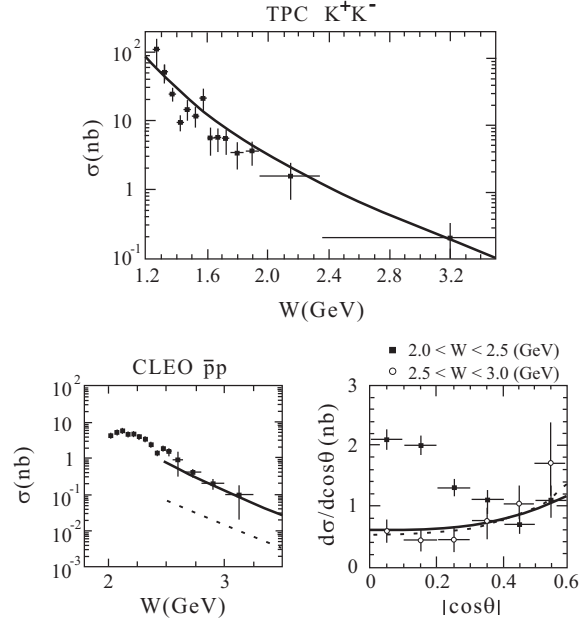 TPC K⁺K⁻
10²
10
1
10⁻¹
σ(nb)
1.2 1.6 2.0 2.4 2.8 3.2
W(GeV)
CLEO p̄p
10²
10
1
10⁻¹
10⁻²
10⁻³
σ(nb)
2 3
W(GeV)
2.0 < W < 2.5 (GeV)
2.5 < W < 3.0 (GeV)
3
2
1
0
dσ/dcosθ (nb)
0 0.2 0.4 0.6
|cosθ|